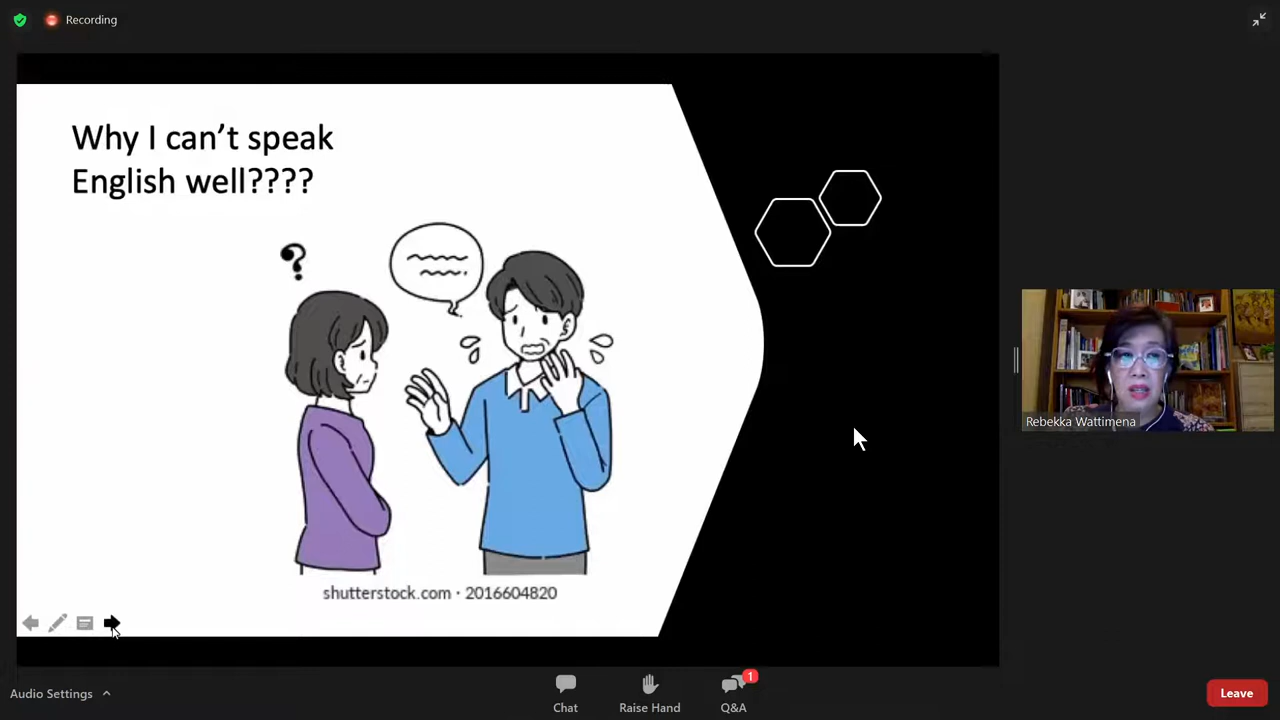 Recording
Why I can't speak
English well????
?
shutterstock.com · 2016604820
Rebekka Wattimena
Audio Settings
Chat
Raise Hand
1
Q&A
Leave